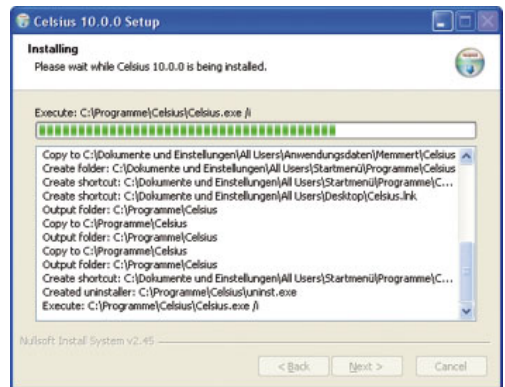 Celsius 10.0.0 Setup
Installing
Please wait while Celsius 10.0.0 is being installed.
Execute: C:\Programme\Celsius\Celsius.exe /i
Copy to C:\Dokumente und Einstellungen\All Users\Anwendungsdaten\Memmert\Celsius
Create folder: C:\Dokumente und Einstellungen\All Users\Startmenü\Programme\Celsius
Create shortcut: C:\Dokumente und Einstellungen\All Users\Startmenü\Programme\C...
Create shortcut: C:\Dokumente und Einstellungen\All Users\Desktop\Celsius.lnk
Output folder: C:\Programme\Celsius
Copy to C:\Programme\Celsius
Output folder: C:\Programme\Celsius
Copy to C:\Programme\Celsius
Output folder: C:\Programme\Celsius
Create shortcut: C:\Dokumente und Einstellungen\All Users\Startmenü\Programme\C...
Created uninstaller: C:\Programme\Celsius\uninst.exe
Execute: C:\Programme\Celsius\Celsius.exe /i
Nullsoft Install System v2.45
< Back Next > Cancel